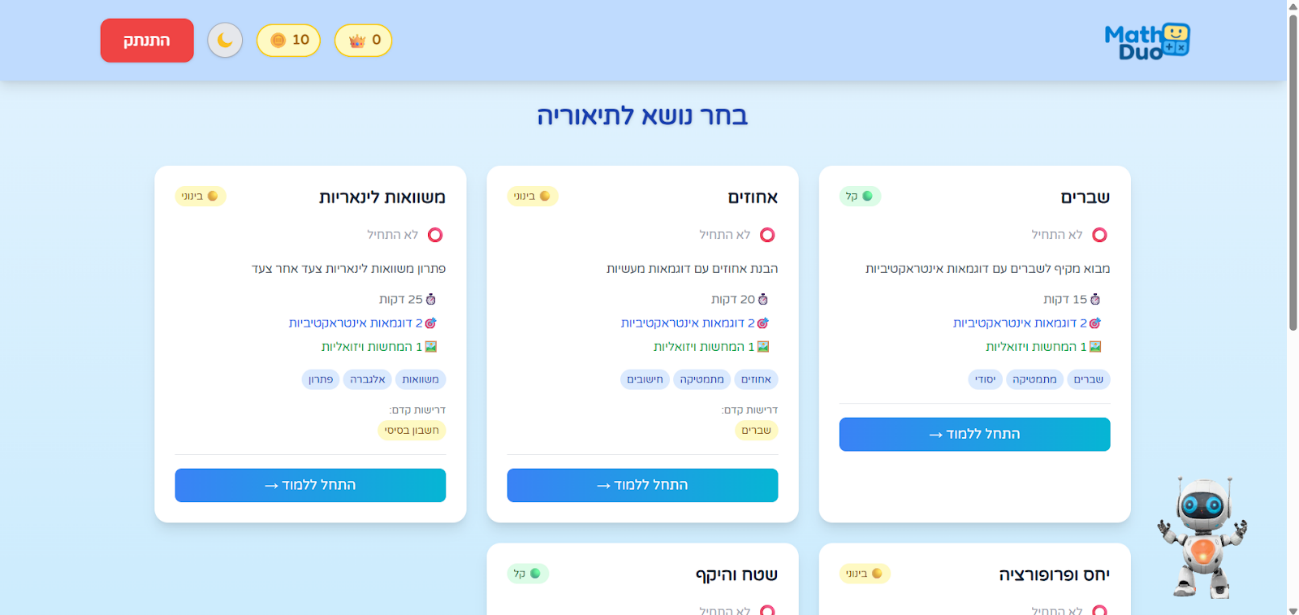 Math Duo
0
10
התנתק
בחר נושא לתיאוריה
שברים
קל
לא התחיל
מבוא מקיף לשברים עם דוגמאות אינטראקטיביות
15 דקות
2 דוגמאות אינטראקטיביות
1 המחשות ויזואליות
שברים
מתמטיקה
יסודי
התחל ללמוד →
אחוזים
בינוני
לא התחיל
הבנת אחוזים עם דוגמאות מעשיות
20 דקות
2 דוגמאות אינטראקטיביות
1 המחשות ויזואליות
אחוזים
מתמטיקה
חישובים
דרישות קדם:
שברים
התחל ללמוד →
משוואות לינאריות
בינוני
לא התחיל
פתרון משוואות לינאריות צעד אחר צעד
25 דקות
2 דוגמאות אינטראקטיביות
1 המחשות ויזואליות
משוואות
אלגברה
פתרון
דרישות קדם:
חשבון בסיסי
התחל ללמוד →
יחס ופרופורציה
בינוני
לא התחיל
שטח והיקף
קל
לא התחיל